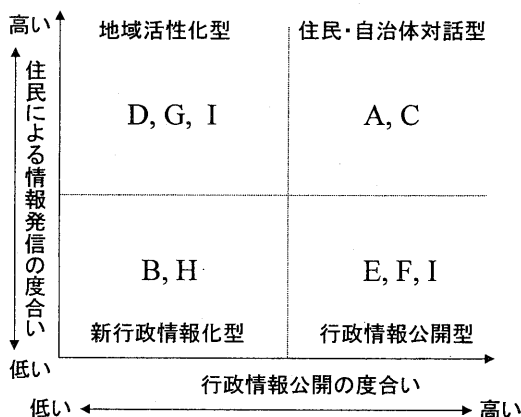 高い
地域活性化型
住民・自治体対話型
D, G, I
A, C
住民による情報発信の度合い
B, H
E, F, I
新行政情報化型
行政情報公開型
低い
行政情報公開の度合い
低い
高い